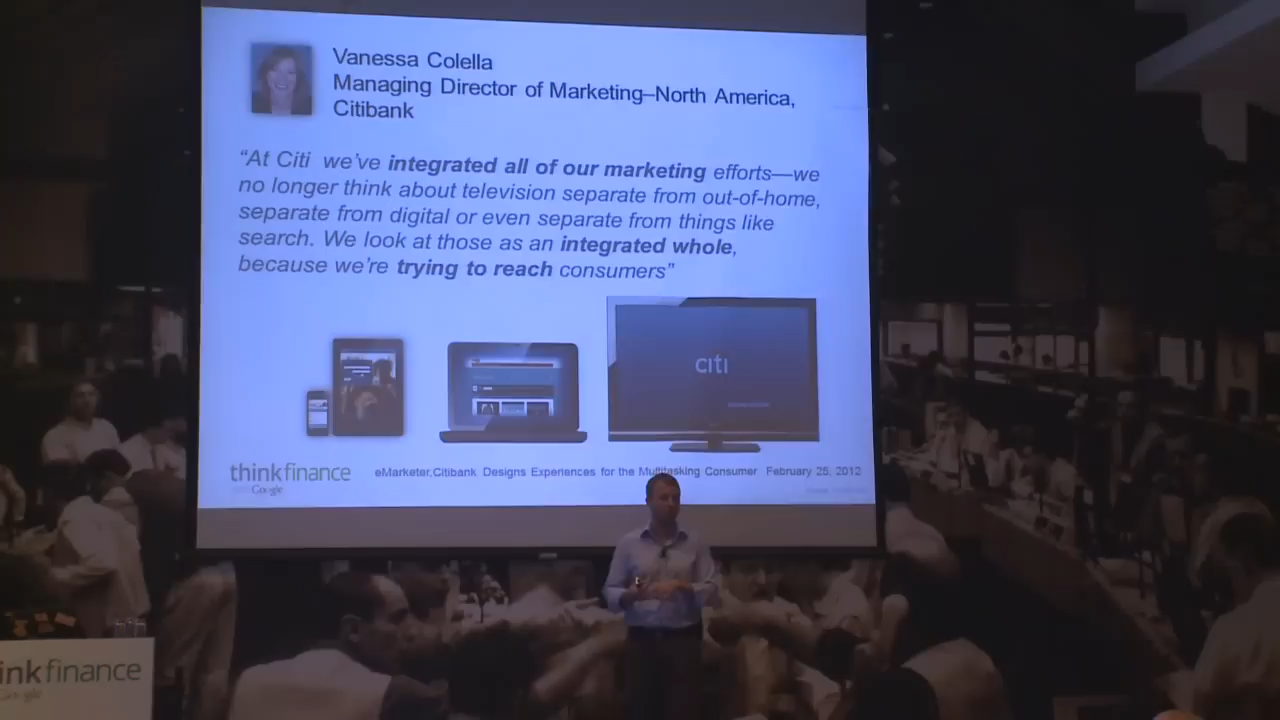 Vanessa Colella
Managing Director of Marketing–North America,
Citibank
“At Citi we’ve integrated all of our marketing efforts—we
no longer think about television separate from out-of-home,
separate from digital or even separate from things like
search. We look at those as an integrated whole,
because we’re trying to reach consumers”
citi
thinkfinance
Google
eMarketer,Citibank Designs Experiences for the Multitasking Consumer February 25, 2012
inkfinance
Google